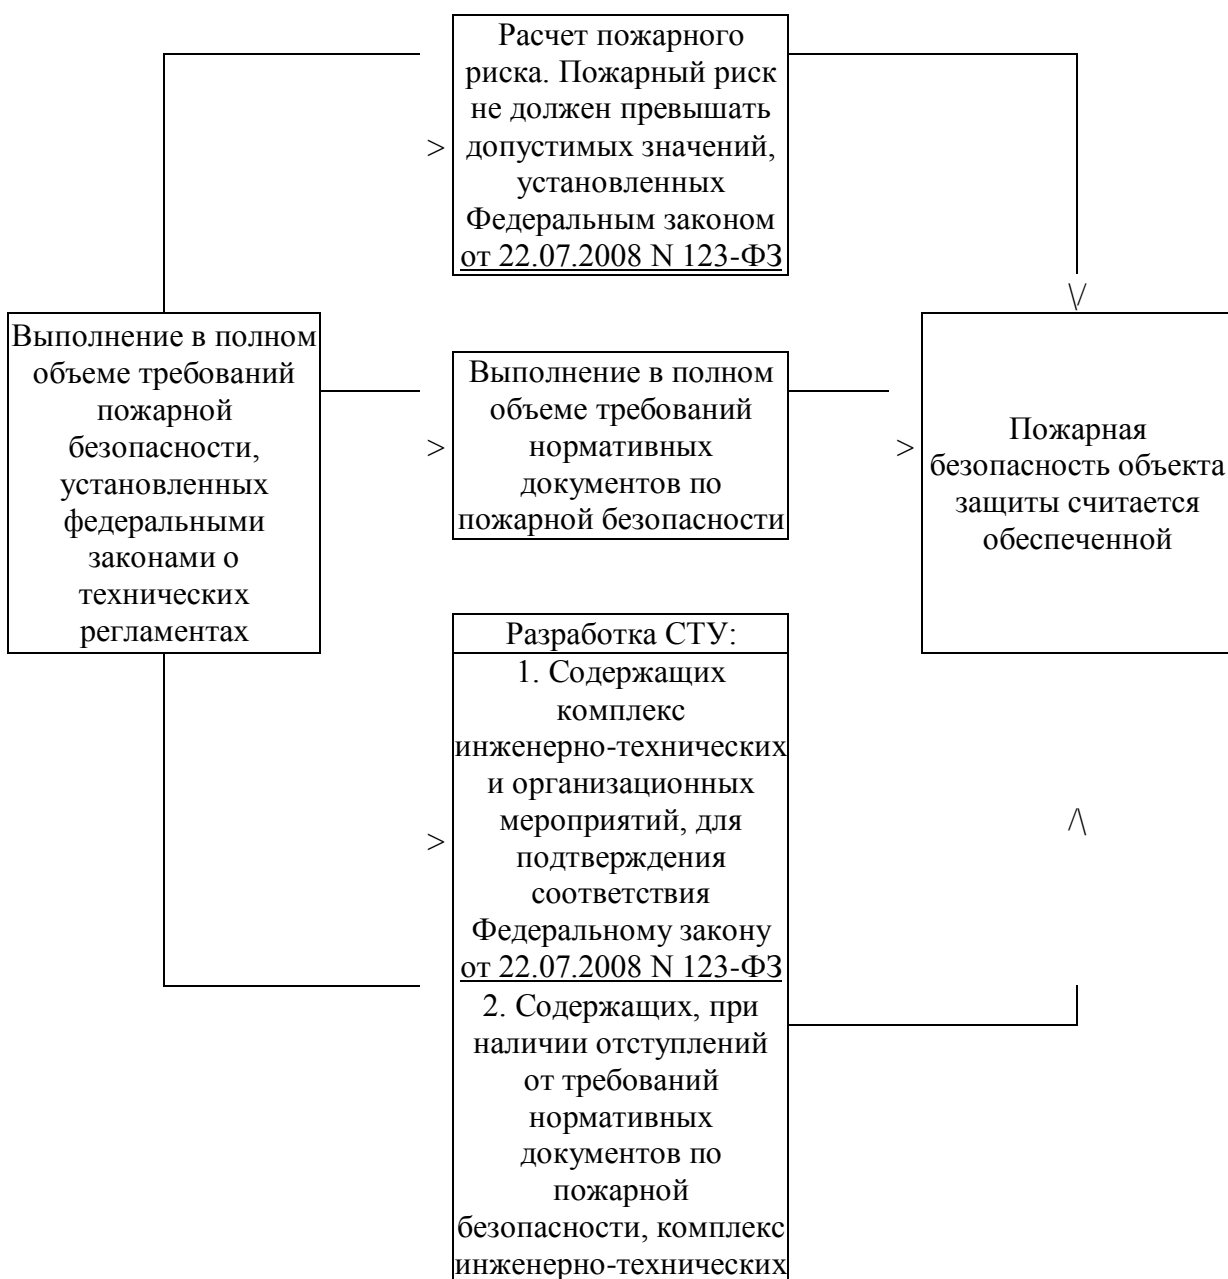 Расчет пожарного
риска. Пожарный риск
не должен превышать
допустимых значений,
установленных
Федеральным законом
от 22.07.2008 N 123-ФЗ
>
\/
Выполнение в полном
объеме требований
пожарной
безопасности,
установленных
федеральными
законами о
технических
регламентах
>
Выполнение в полном
объеме требований
нормативных
документов по
пожарной безопасности
>
Пожарная
безопасность объекта
защиты считается
обеспеченной
>
Разработка СТУ:
1. Содержащих
комплекс
инженерно-технических
и организационных
мероприятий, для
подтверждения
соответствия
Федеральному закону
от 22.07.2008 N 123-ФЗ
2. Содержащих, при
наличии отступлений
от требований
нормативных
документов по
пожарной
безопасности, комплекс
инженерно-технических
/\